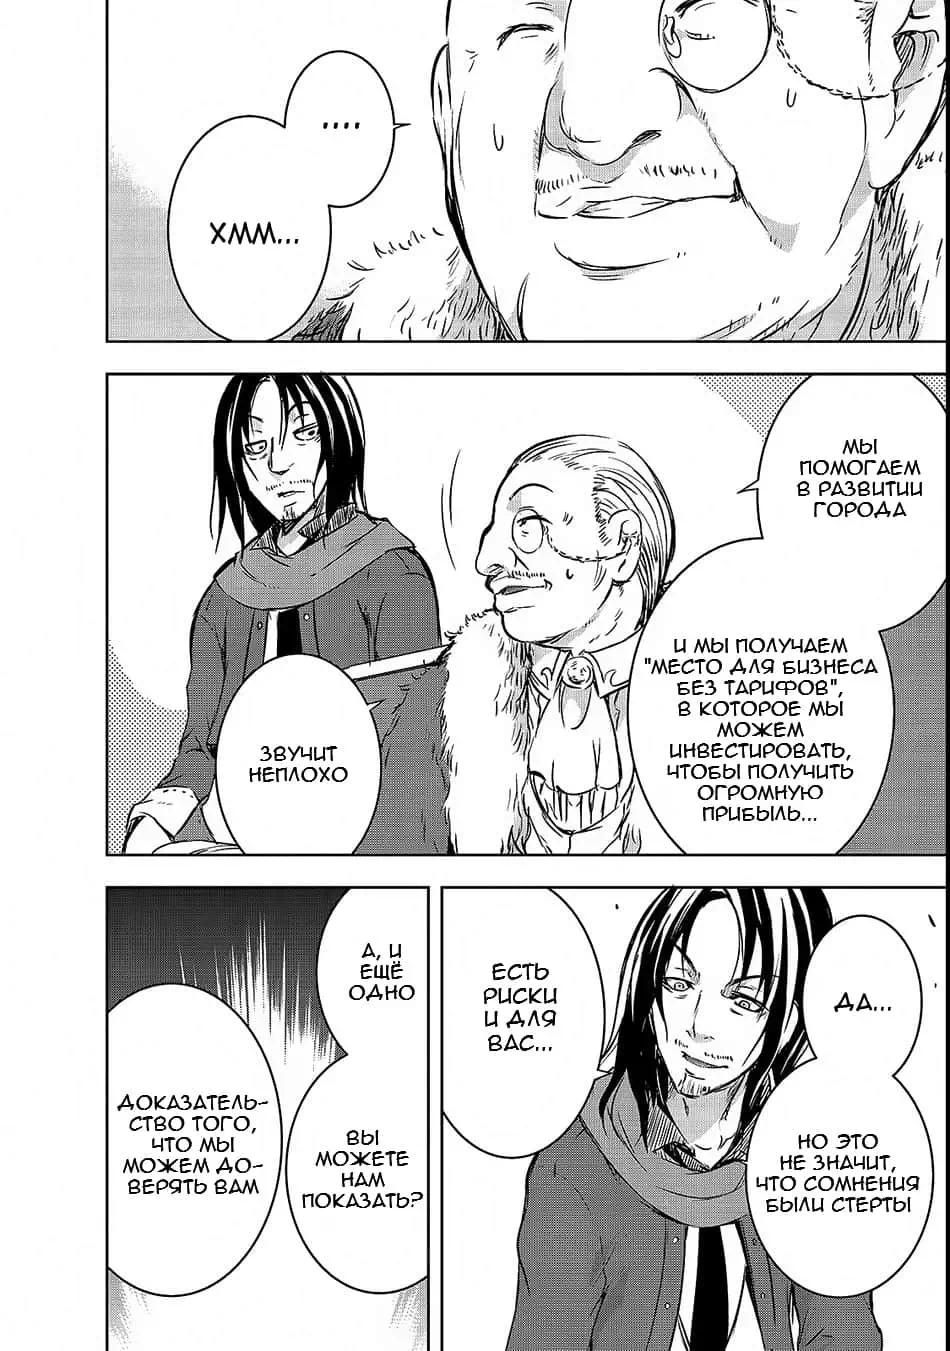 ....
ХММ...
МЫ
ПОМОГАЕМ
В РАЗВИТИИ
ГОРОДА
И МЫ ПОЛУЧАЕМ
"МЕСТО ДЛЯ БИЗНЕСА
БЕЗ ТАРИФОВ",
В КОТОРОЕ МЫ
МОЖЕМ
ИНВЕСТИРОВАТЬ,
ЧТОБЫ ПОЛУЧИТЬ
ОГРОМНУЮ
ПРИБЫЛЬ...
ЗВУЧИТ
НЕПЛОХО
ДА...
НО ЭТО
НЕ ЗНАЧИТ,
ЧТО СОМНЕНИЯ
БЫЛИ СТЕРТЫ
ЕСТЬ
РИСКИ
И ДЛЯ
ВАС...
А, И
ЕЩЁ
ОДНО
ВЫ
МОЖЕТЕ
НАМ
ПОКАЗАТЬ?
ДОКАЗАТЕЛЬ-
СТВО ТОГО,
ЧТО МЫ
МОЖЕМ ДО-
ВЕРЯТЬ ВАМ